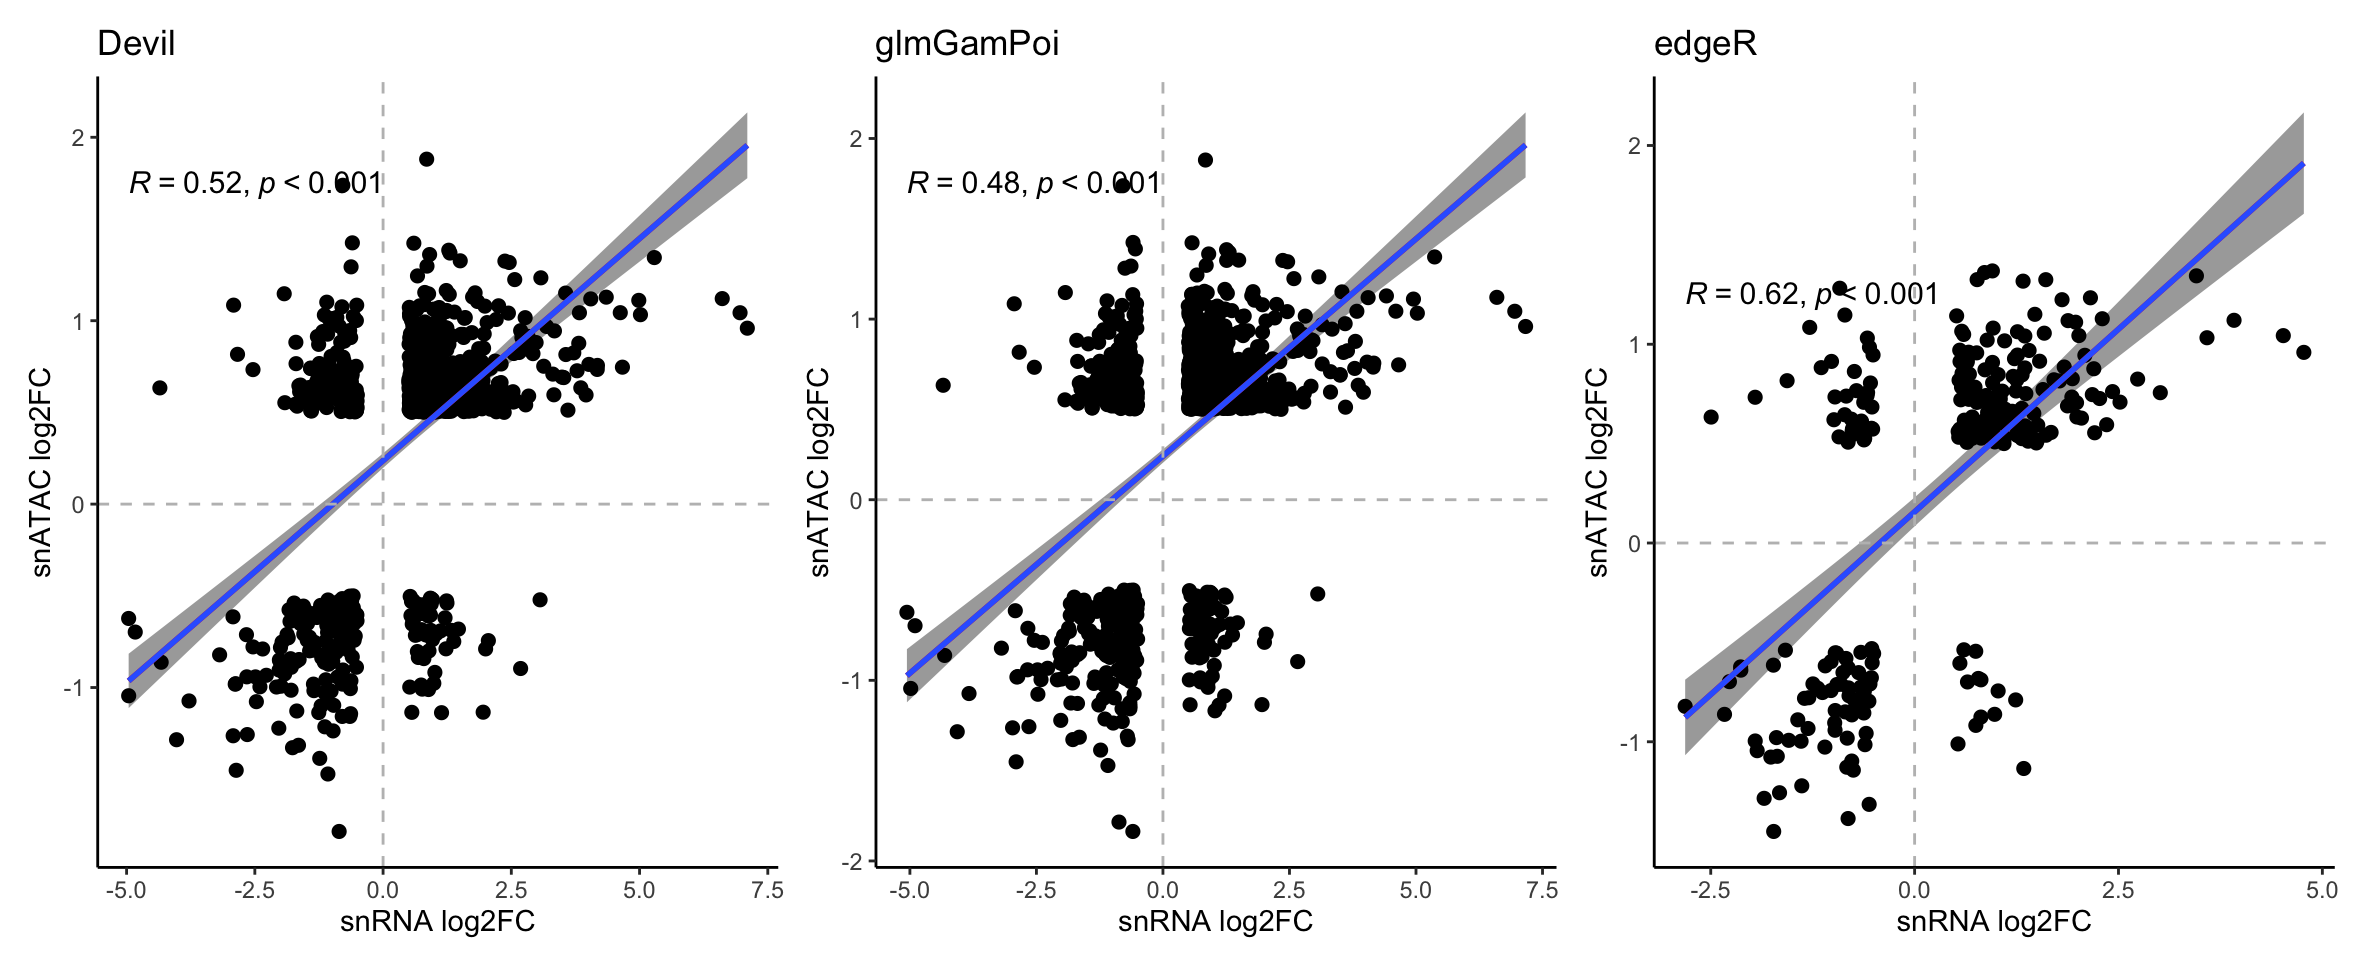 Devil
2
1
0
-1
snATAC log2FC
R = 0.52, p < 0.001
-5.0 -2.5 0.0 2.5 5.0 7.5
snRNA log2FC
glmGamPoi
2
1
0
-1
-2
snATAC log2FC
R = 0.48, p < 0.001
-5.0 -2.5 0.0 2.5 5.0 7.5
snRNA log2FC
edgeR
2
1
0
-1
snATAC log2FC
R = 0.62, p < 0.001
-2.5 0.0 2.5 5.0
snRNA log2FC